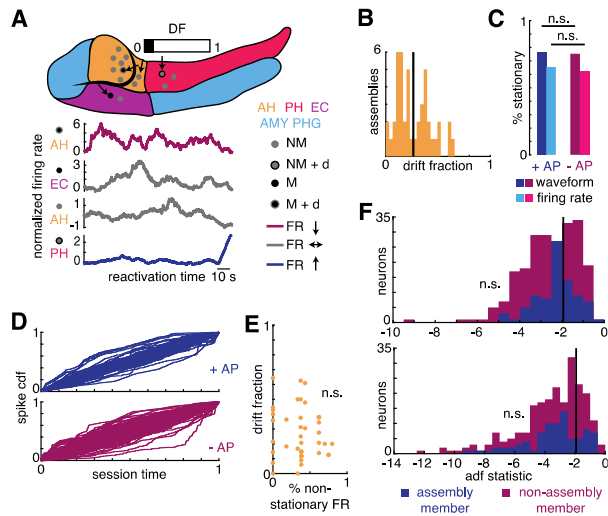 A
DF
0
1
AH PH EC
AMY PHG
NM
NM + d
M
M + d
FR
FR
FR
normalized firing rate
6
0
AH
3
0
EC
1
-1
AH
2
0
PH
reactivation time
10 s
B
assemblies
6
0
0
1
drift fraction
C
n.s.
n.s.
% stationary
1
0
+ AP
- AP
waveform
firing rate
D
spike cdf
1
0
+ AP
1
0
- AP
0
1
session time
E
drift fraction
1
0
n.s.
0
1
% non-
stationary FR
F
neurons
35
0
n.s.
-10
-8
-6
-4
-2
0
neurons
35
0
n.s.
-14
-12
-10
-8
-6
-4
-2
0
adf statistic
assembly
member
non-assembly
member